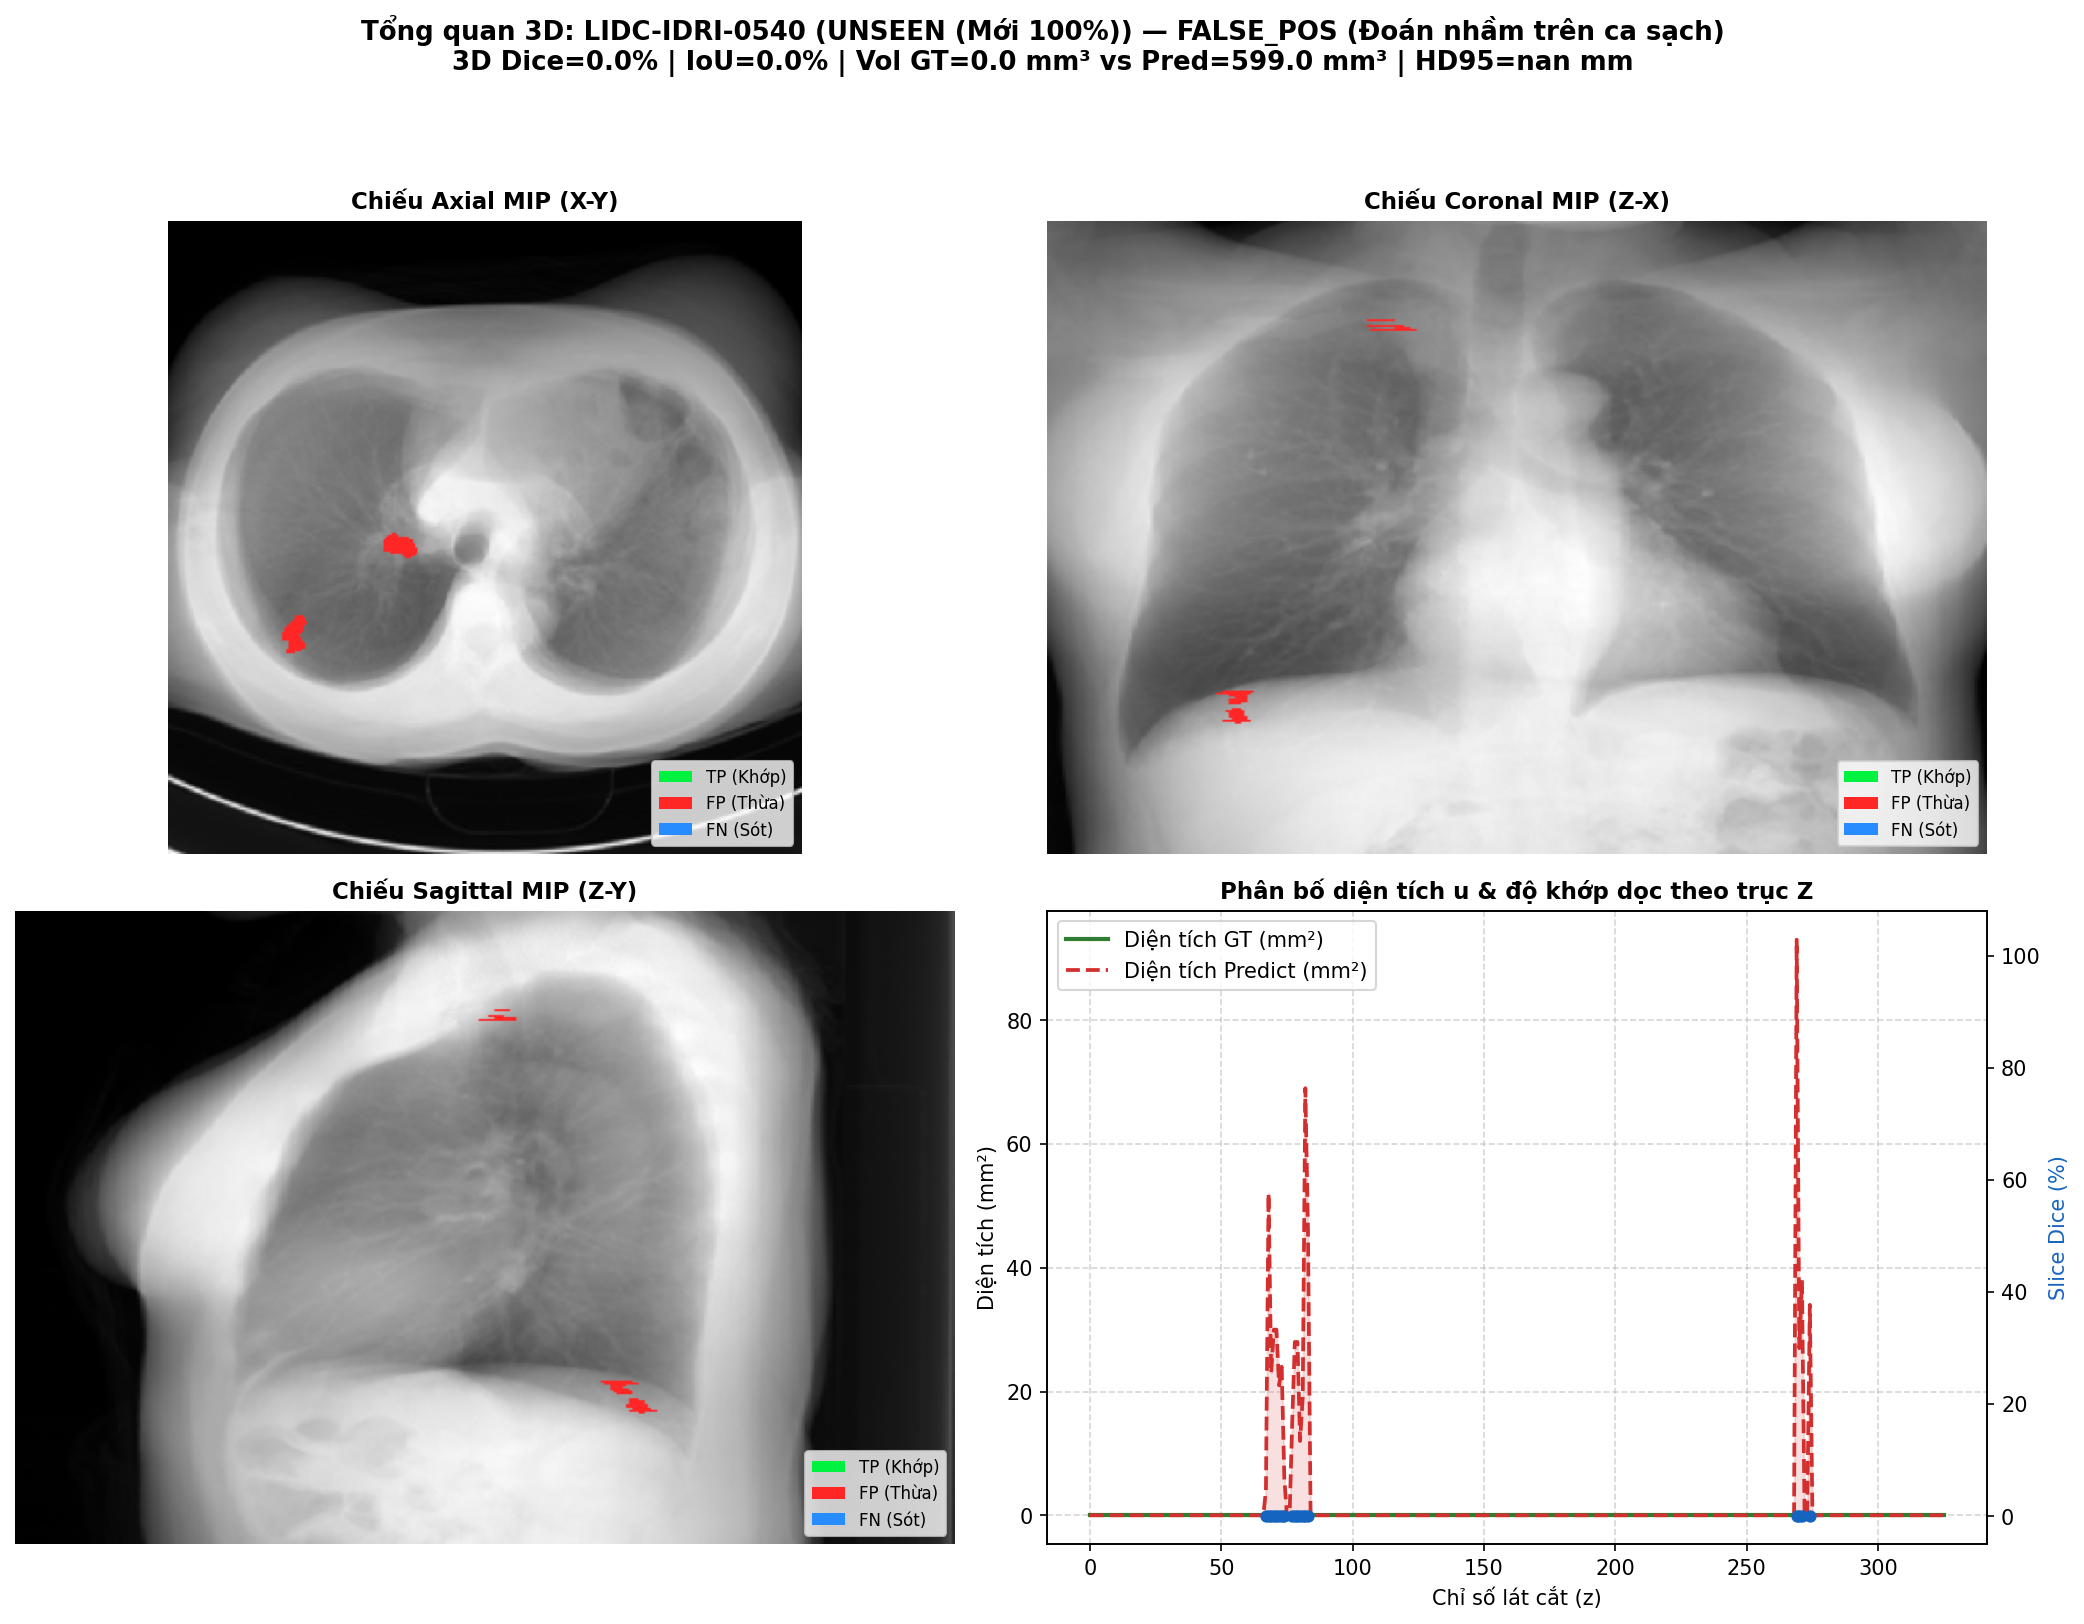 Tổng quan 3D: LIDC-IDRI-0540 (UNSEEN (Mới 100%)) — FALSE_POS (Đoán nhầm trên ca sạch)
3D Dice=0.0% | IoU=0.0% | Vol GT=0.0 mm³ vs Pred=599.0 mm³ | HD95=nan mm
Chiếu Axial MIP (X-Y)
TP (Khớp)
FP (Thừa)
FN (Sót)
Chiếu Coronal MIP (Z-X)
TP (Khớp)
FP (Thừa)
FN (Sót)
Chiếu Sagittal MIP (Z-Y)
TP (Khớp)
FP (Thừa)
FN (Sót)
Phân bố diện tích u & độ khớp dọc theo trục Z
Diện tích GT (mm²)
Diện tích Predict (mm²)
Diện tích (mm²)
80
60
40
20
0
100
80
60
40
20
0
Slice Dice (%)
0 50 100 150 200 250 300
Chỉ số lát cắt (z)